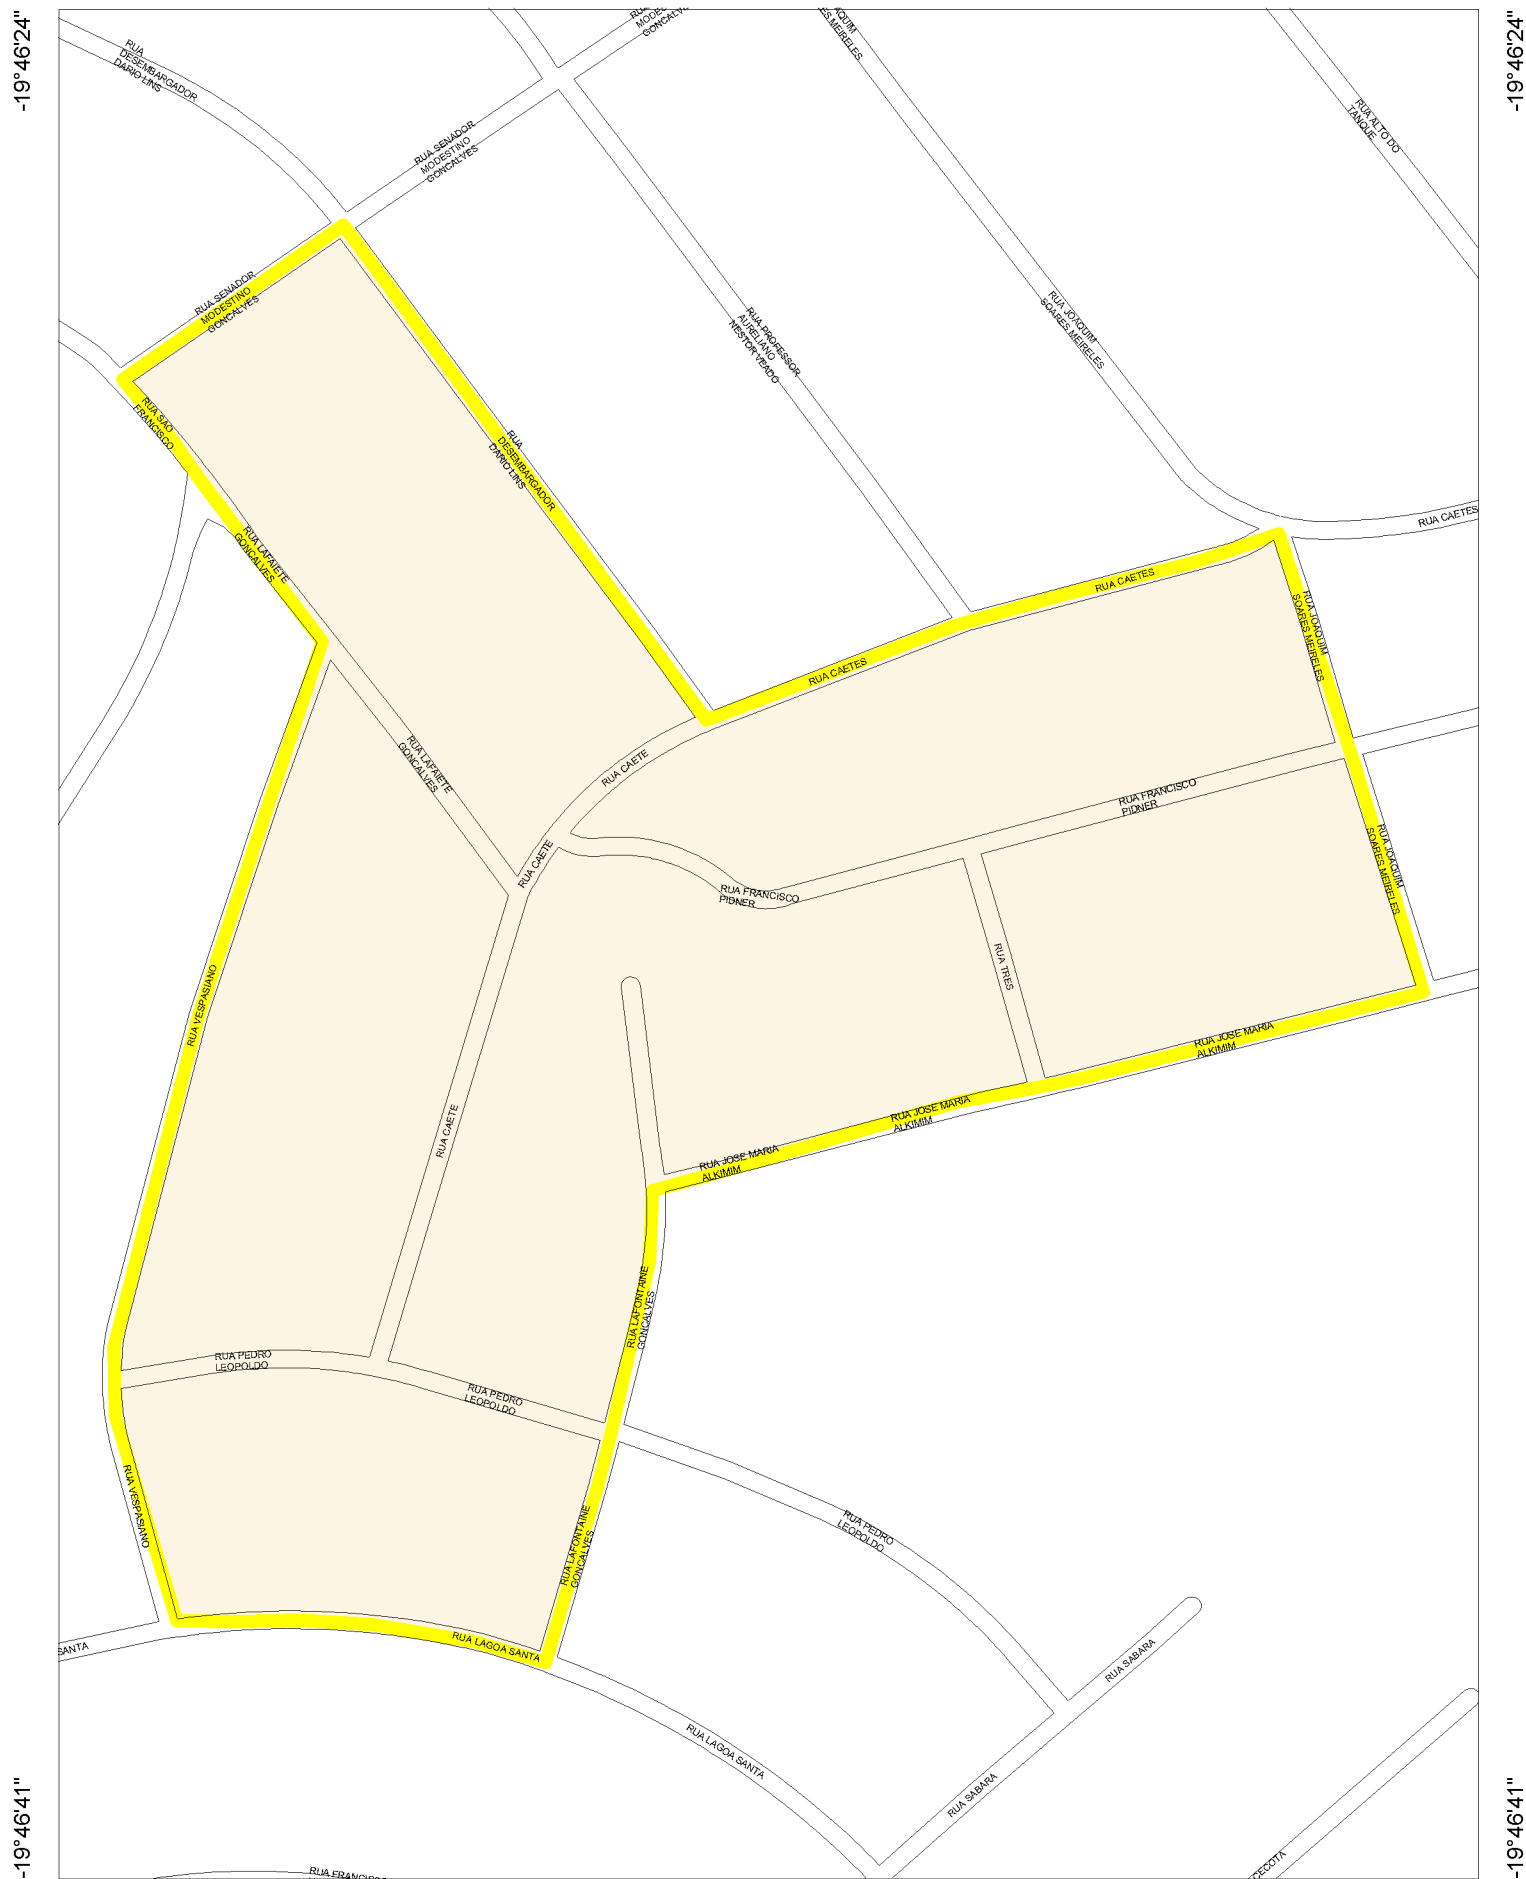 -19°46'24"
-19°46'24"
RUA
DESEMBARGADOR
DARIO LINS
RUA SENADOR
MODESTINO
GONCALVES
SOARES MEIRELES
RUA ALTO DO
TANQUE
RUA SENADOR
MODESTINO
GONCALVES
RUA JOAQUIM
SOARES MEIRELES
RUA PROFESSOR
AURELIANO
NESTOR VEADO
RUA SAO
FRANCISCO
RUA
DESEMBARGADOR
DARIO LINS
RUA CAETES
RUA LAFAIETE
GONCALVES
RUA CAETES
RUA CAETES
RUA JOAQUIM
SOARES MEIRELES
RUA LAFAIETE
GONCALVES
RUA CAETE
RUA FRANCISCO
PIDNER
RUA CAETE
RUA FRANCISCO
PIDNER
RUA JOAQUIM
SOARES MEIRELES
RUA TRES
RUA VESPASIANO
RUA JOSE MARIA
ALKIMIM
RUA JOSE MARIA
ALKIMIM
RUA CAETE
RUA JOSE MARIA
ALKIMIM
RUA LAFONTAINE
GONCALVES
RUA PEDRO
LEOPOLDO
RUA PEDRO
LEOPOLDO
RUA VESPASIANO
RUA LAFONTAINE
GONCALVES
RUA PEDRO
LEOPOLDO
SANTA
RUA LAGOA SANTA
RUA SABARA
RUA LAGOA SANTA
RUA SABARA
-19°46'41"
-19°46'41"
CECOTA